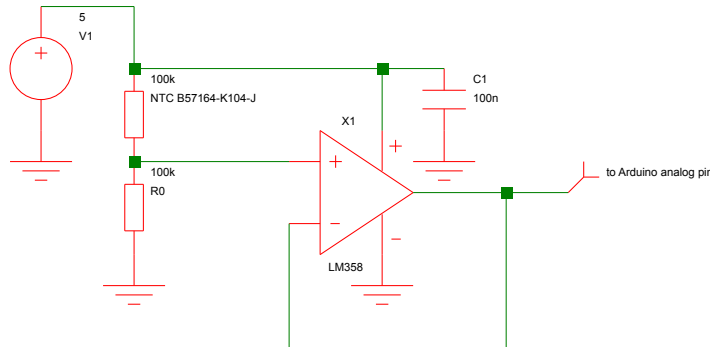 5
V1
100k
NTC B57164-K104-J
C1
100n
X1
+
100k
R0
to Arduino analog pin
LM358